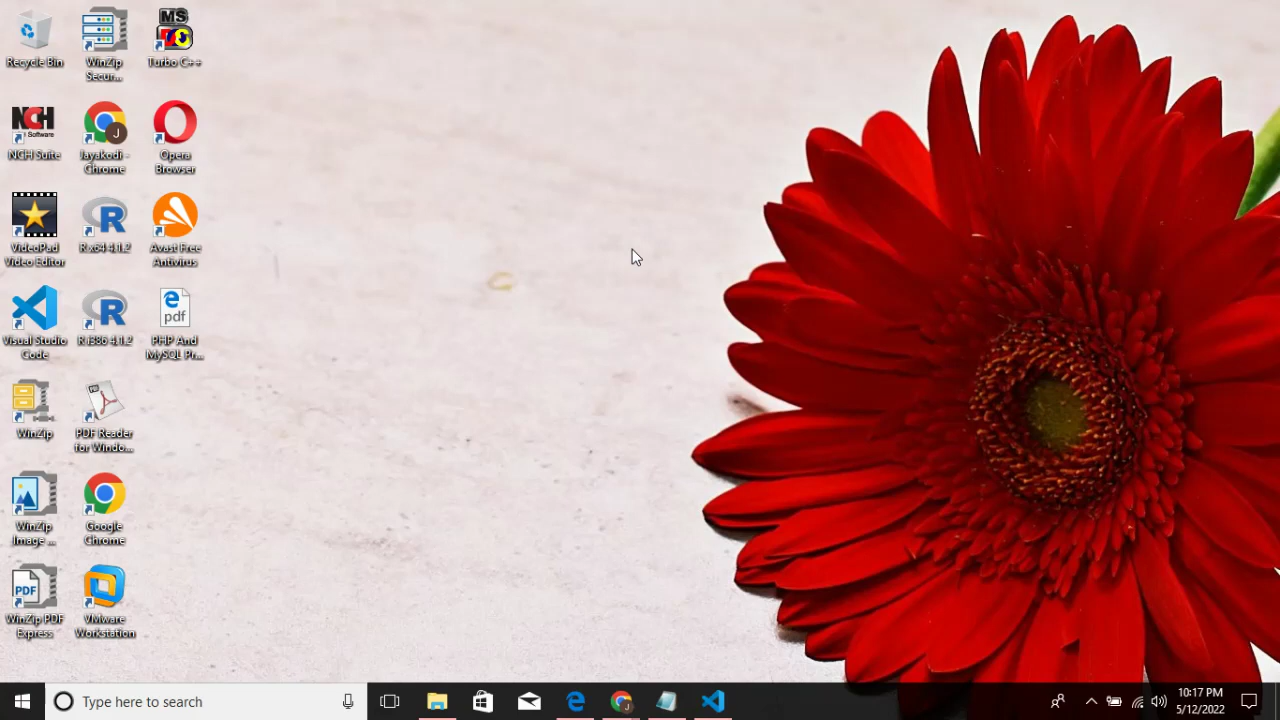 Recycle Bin
WinZip
Secur...
MS
Turbo C++
NCH
Software
NCH Suite
J
Jayakodi -
Chrome
Opera
Browser
VideoPad
Video Editor
R
R x64 4.1.2
Avast Free
Antivirus
Visual Studio
Code
R
R i386 4.1.2
pdf
PHP And
MySQL Pr...
WinZip
PDF Reader
for Windo...
WinZip
Image ...
Google
Chrome
PDF
WinZip PDF
Express
VMware
Workstation
Type here to search
10:17 PM
5/12/2022